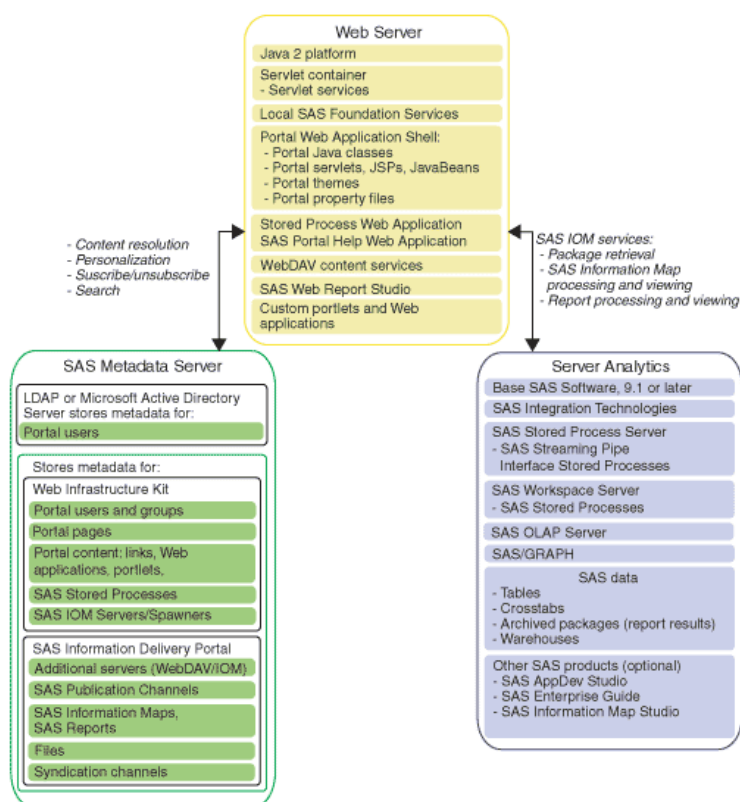 Web Server
Java 2 platform
Servlet container
- Servlet services
Local SAS Foundation Services
Portal Web Application Shell:
- Portal Java classes
- Portal servlets, JSPs, JavaBeans
- Portal themes
- Portal property files
Stored Process Web Application
SAS Portal Help Web Application
WebDAV content services
SAS Web Report Studio
Custom portlets and Web
applications
- Content resolution
- Personalization
- Suscribe/unsubscribe
- Search
SAS IOM services:
- Package retrieval
- SAS Information Map
processing and viewing
- Report processing and viewing
SAS Metadata Server
LDAP or Microsoft Active Directory
Server stores metadata for:
Portal users
Stores metadata for:
Web Infrastructure Kit
Portal users and groups
Portal pages
Portal content: links, Web
applications, portlets,
SAS Stored Processes
SAS IOM Servers/Spawners
SAS Information Delivery Portal
Additional servers (WebDAV/IOM)
SAS Publication Channels
SAS Information Maps,
SAS Reports
Files
Syndication channels
Server Analytics
Base SAS Software, 9.1 or later
SAS Integration Technologies
SAS Stored Process Server
- SAS Streaming Pipe
Interface Stored Processes
SAS Workspace Server
- SAS Stored Processes
SAS OLAP Server
SAS/GRAPH
SAS data
- Tables
- Crosstabs
- Archived packages (report results)
- Warehouses
Other SAS products (optional)
- SAS AppDev Studio
- SAS Enterprise Guide
- SAS Information Map Studio